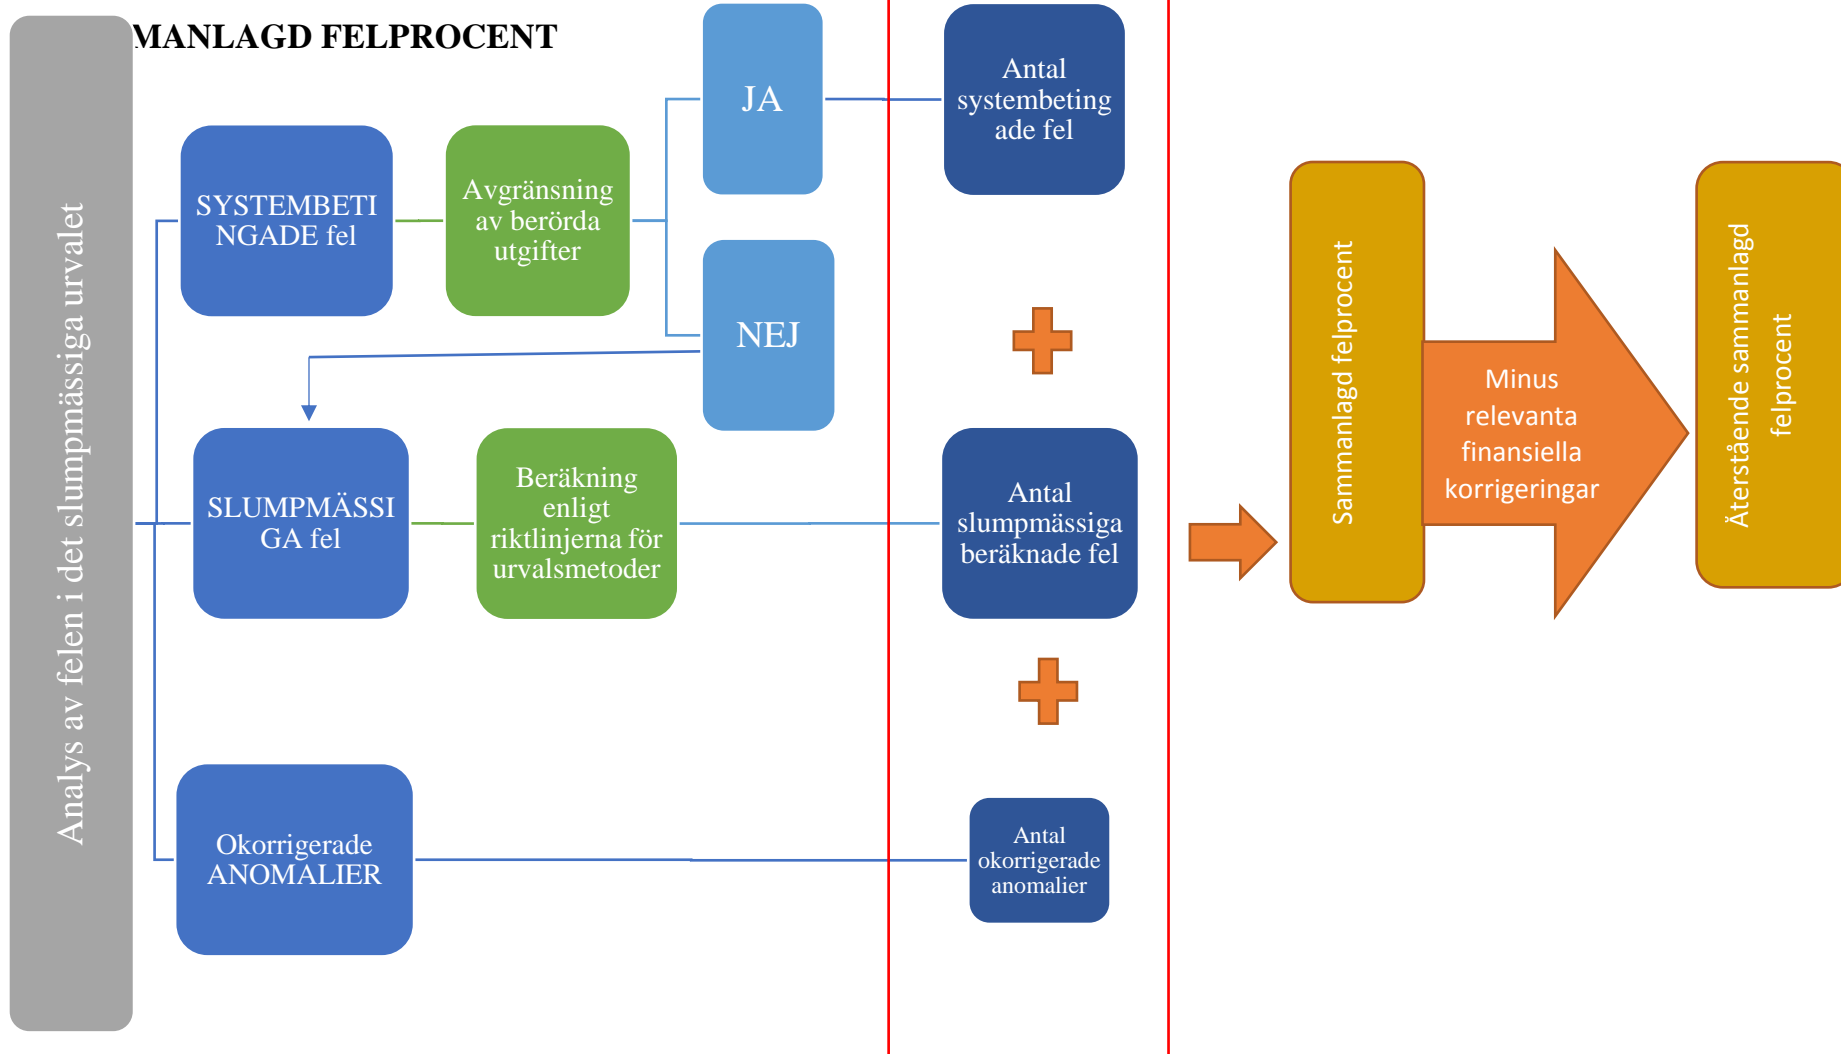 MANLAGD FELPROCENT
Analys av felen i det slumpmässiga urvalet
SYSTEMBETI
NGADE fel
Avgränsning
av berörda
utgifter
JA
NEJ
Antal
systembeting
ade fel
SLUMPMÄSSI
GA fel
Beräkning
enligt
riktlinjerna för
urvalsmetoder
Antal
slumpmässiga
beräknade fel
Okorrigerade
ANOMALIER
Antal
okorrigerade
anomalier
Sammanlagd felprocent
Minus
relevanta
finansiella
korrigeringar
Återstående sammanlagd
felprocent